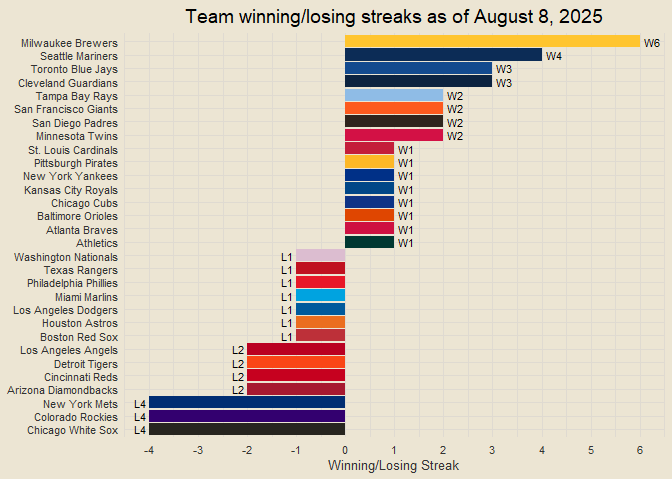 Team winning/losing streaks as of August 8, 2025
Milwaukee Brewers W6
Seattle Mariners W4
Toronto Blue Jays W3
Cleveland Guardians W3
Tampa Bay Rays W2
San Francisco Giants W2
San Diego Padres W2
Minnesota Twins W2
St. Louis Cardinals W1
Pittsburgh Pirates W1
New York Yankees W1
Kansas City Royals W1
Chicago Cubs W1
Baltimore Orioles W1
Atlanta Braves W1
Athletics W1
Washington Nationals L1
Texas Rangers L1
Philadelphia Phillies L1
Miami Marlins L1
Los Angeles Dodgers L1
Houston Astros L1
Boston Red Sox L1
Los Angeles Angels L2
Detroit Tigers L2
Cincinnati Reds L2
Arizona Diamondbacks L2
New York Mets L4
Colorado Rockies L4
Chicago White Sox L4
-4 -3 -2 -1 0 1 2 3 4 5 6
Winning/Losing Streak